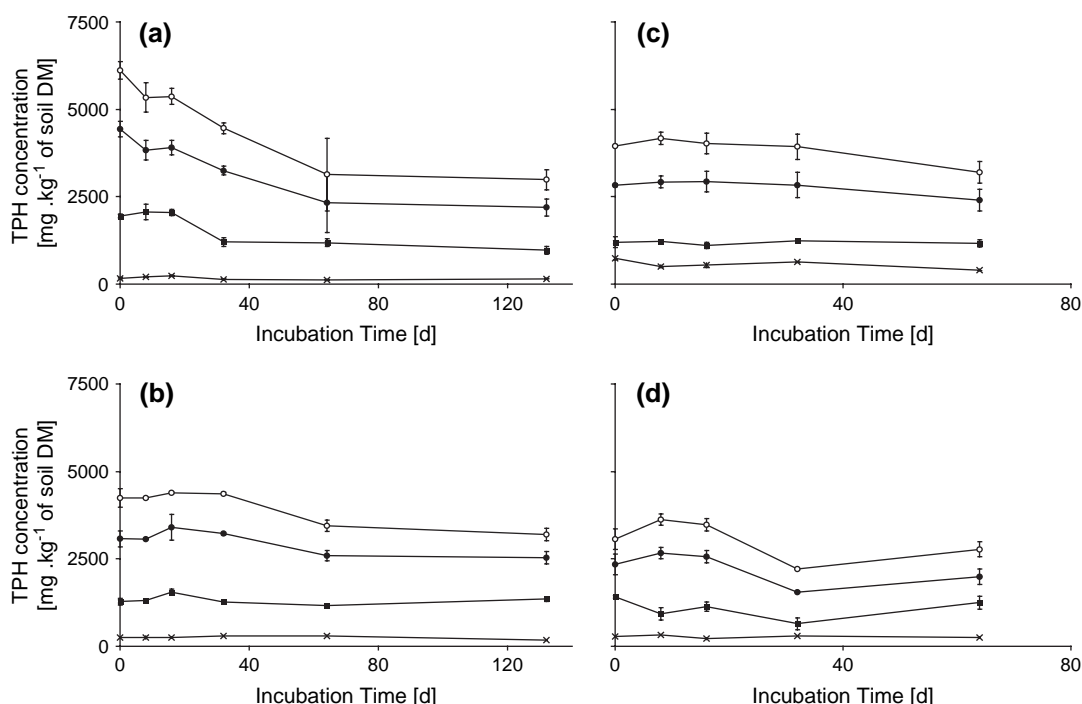 (a)
TPH concentration
[mg .kg-1 of soil DM]
7500
5000
2500
0
0 40 80 120
Incubation Time [d]
(c)
0 40 80
Incubation Time [d]
(b)
TPH concentration
[mg .kg-1 of soil DM]
7500
5000
2500
0
0 40 80 120
Incubation Time [d]
(d)
0 40 80
Incubation Time [d]